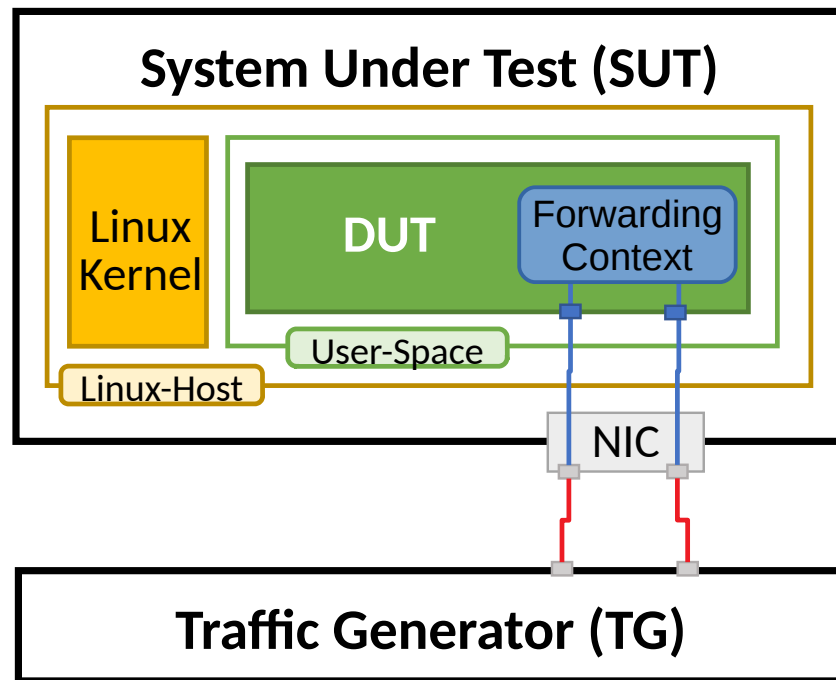 System Under Test (SUT)
Linux
Kernel
DUT
Forwarding
Context
User-Space
Linux-Host
NIC
Traffic Generator (TG)